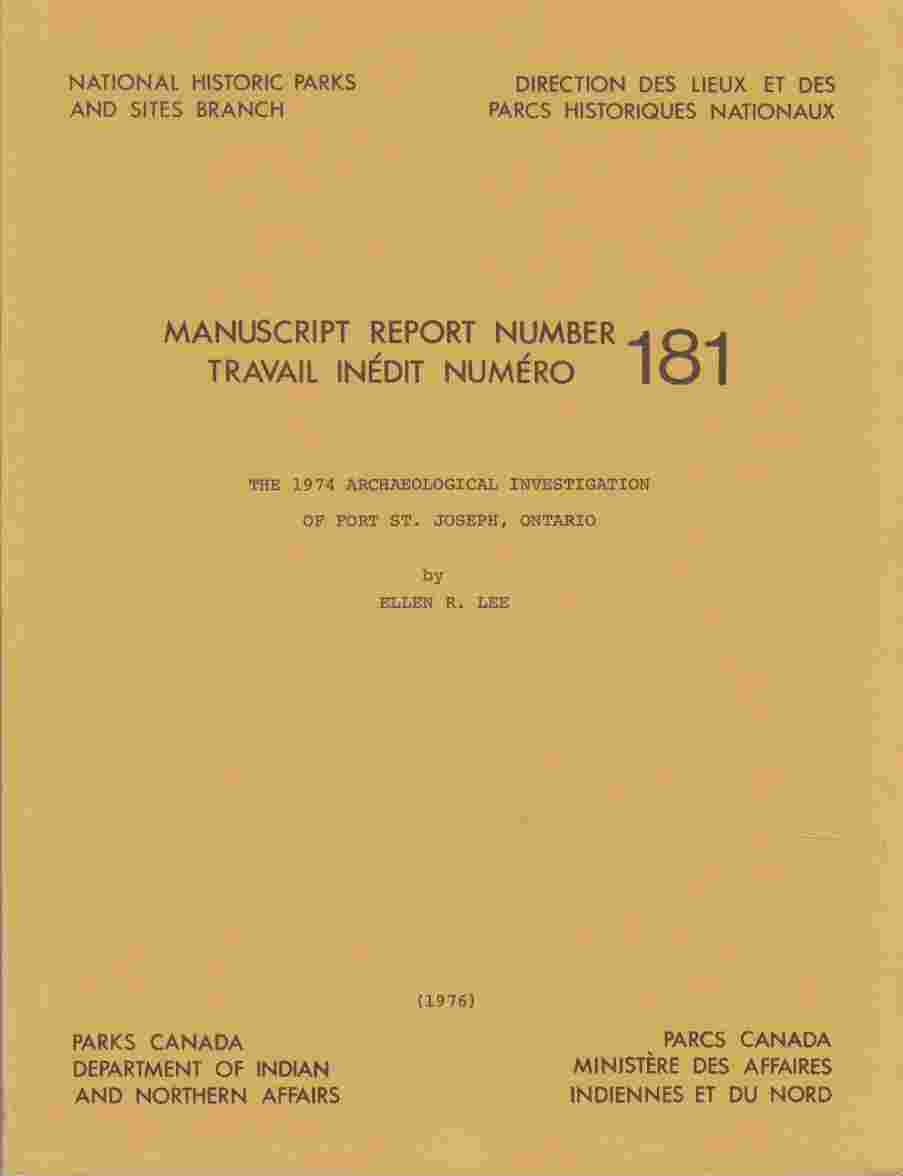 NATIONAL HISTORIC PARKS
AND SITES BRANCH
DIRECTION DES LIEUX ET DES
PARCS HISTORIQUES NATIONAUX
MANUSCRIPT REPORT NUMBER
TRAVAIL INÉDIT NUMÉRO
181
THE 1974 ARCHAEOLOGICAL INVESTIGATION
OF FORT ST. JOSEPH, ONTARIO
by
ELLEN R. LEE
(1976)
PARKS CANADA
DEPARTMENT OF INDIAN
AND NORTHERN AFFAIRS
PARCS CANADA
MINISTÈRE DES AFFAIRES
INDIENNES ET DU NORD